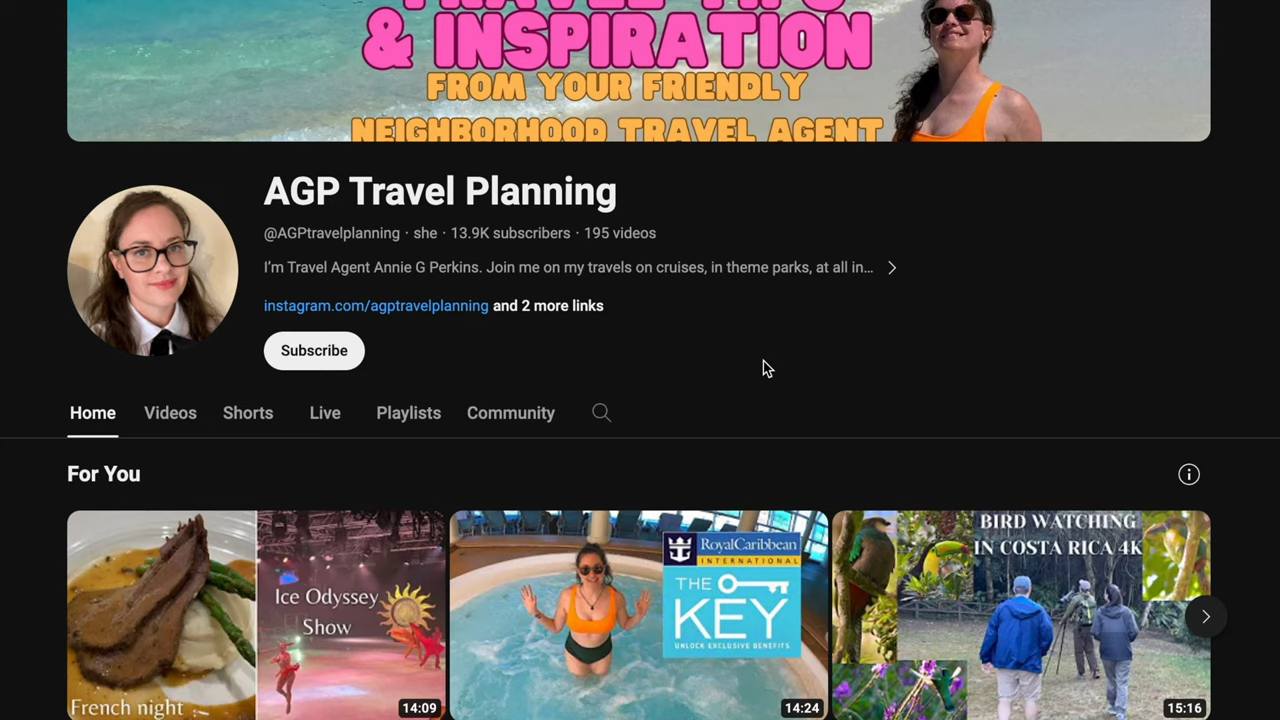 TRAVEL TIPS
& INSPIRATION
FROM YOUR FRIENDLY
NEIGHBORHOOD TRAVEL AGENT
AGP Travel Planning
@AGPtravelplanning · she · 13.9K subscribers · 195 videos
I'm Travel Agent Annie G Perkins. Join me on my travels on cruises, in theme parks, at all in...
instagram.com/agptravelplanning and 2 more links
Subscribe
Home Videos Shorts Live Playlists Community
For You
Ice Odyssey
Show
French night
14:09
RoyalCaribbean
INTERNATIONAL
THE
KEY
UNLOCK EXCLUSIVE BENEFITS
14:24
BIRD WATCHING
IN COSTA RICA 4K
15:16